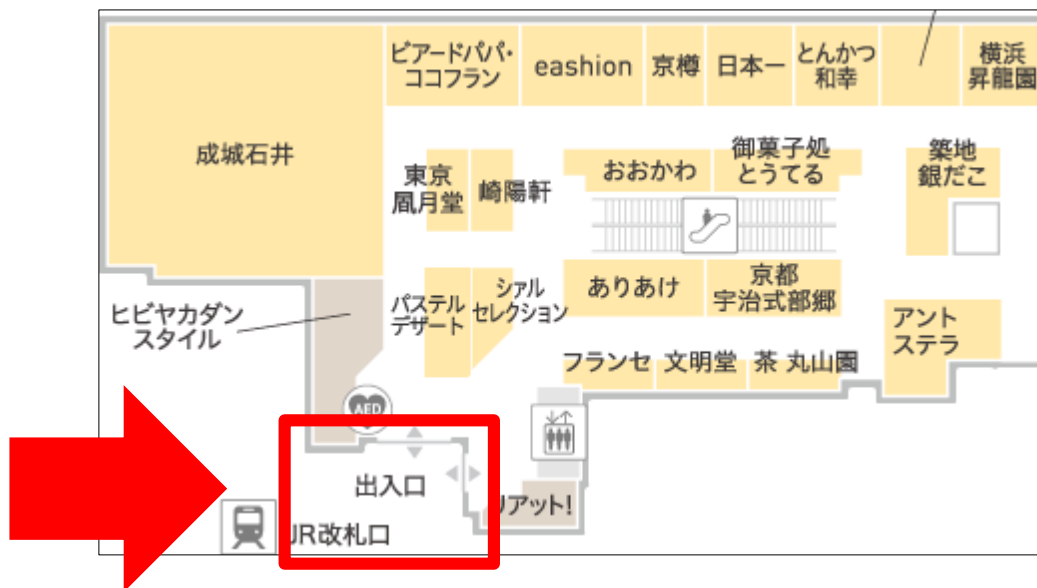 ビアードパパ・
ココフラン
eashion
京樽
日本一
とんかつ
和幸
横浜
昇龍園
成城石井
東京
凮月堂
崎陽軒
おおかわ
御菓子処
とうてる
築地
銀だこ
ヒビヤカダン
スタイル
パステル
デザート
シァル
セレクション
ありあけ
京都
宇治式部郷
アント
ステラ
フランセ
文明堂
茶 丸山園
AED
出入口
リアット!
JR改札口